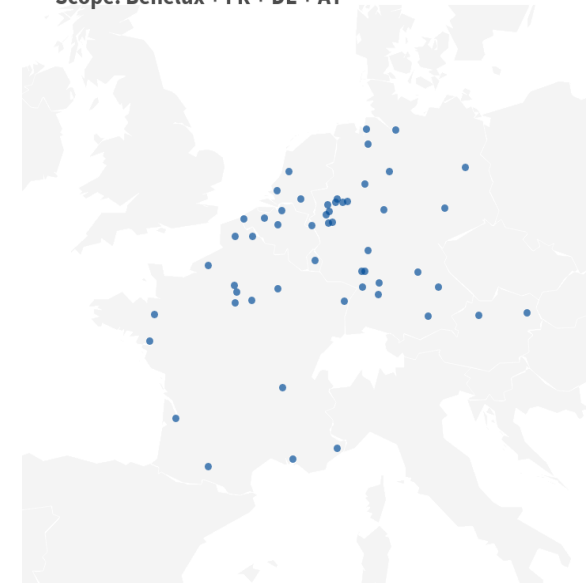 Scope: Benelux + FR + DE + AT